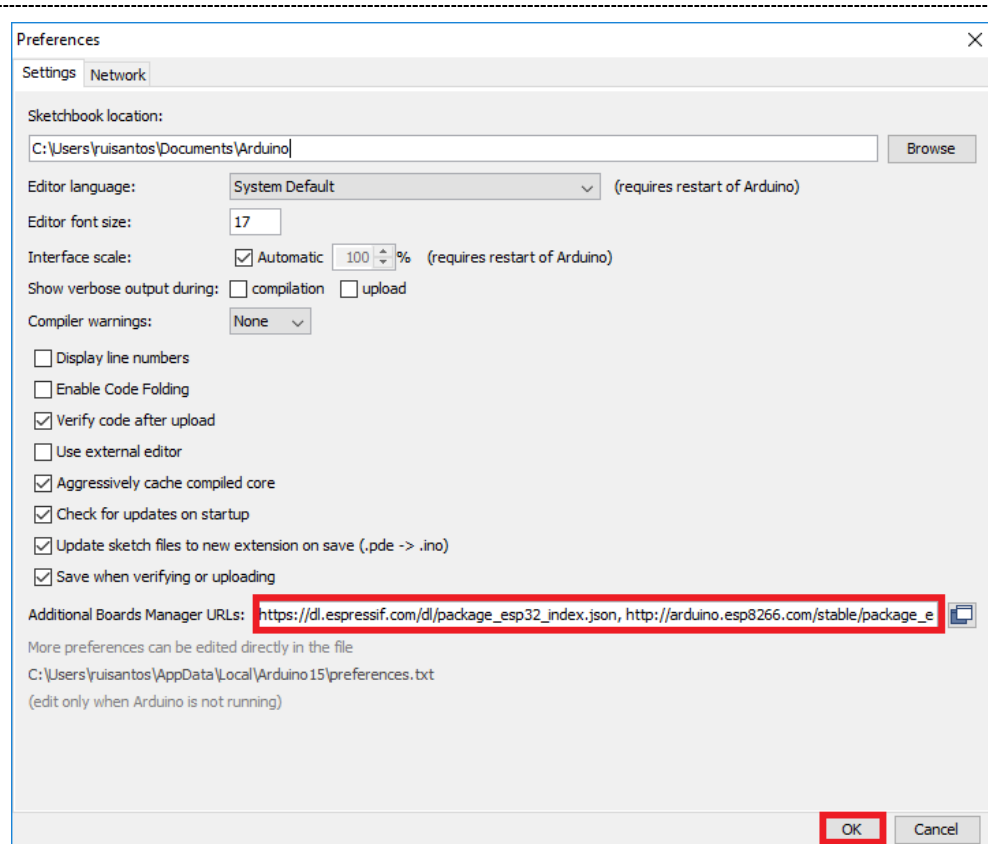 Preferences
Settings Network
Sketchbook location:
C:\Users\ruisantos\Documents\Arduino Browse
Editor language: System Default (requires restart of Arduino)
Editor font size: 17
Interface scale: Automatic 100 % (requires restart of Arduino)
Show verbose output during: compilation upload
Compiler warnings: None
Display line numbers
Enable Code Folding
Verify code after upload
Use external editor
Aggressively cache compiled core
Check for updates on startup
Update sketch files to new extension on save (.pde -> .ino)
Save when verifying or uploading
Additional Boards Manager URLs: https://dl.espressif.com/dl/package_esp32_index.json, http://arduino.esp8266.com/stable/package_e
More preferences can be edited directly in the file
C:\Users\ruisantos\AppData\Local\Arduino15\preferences.txt
(edit only when Arduino is not running)
OK Cancel